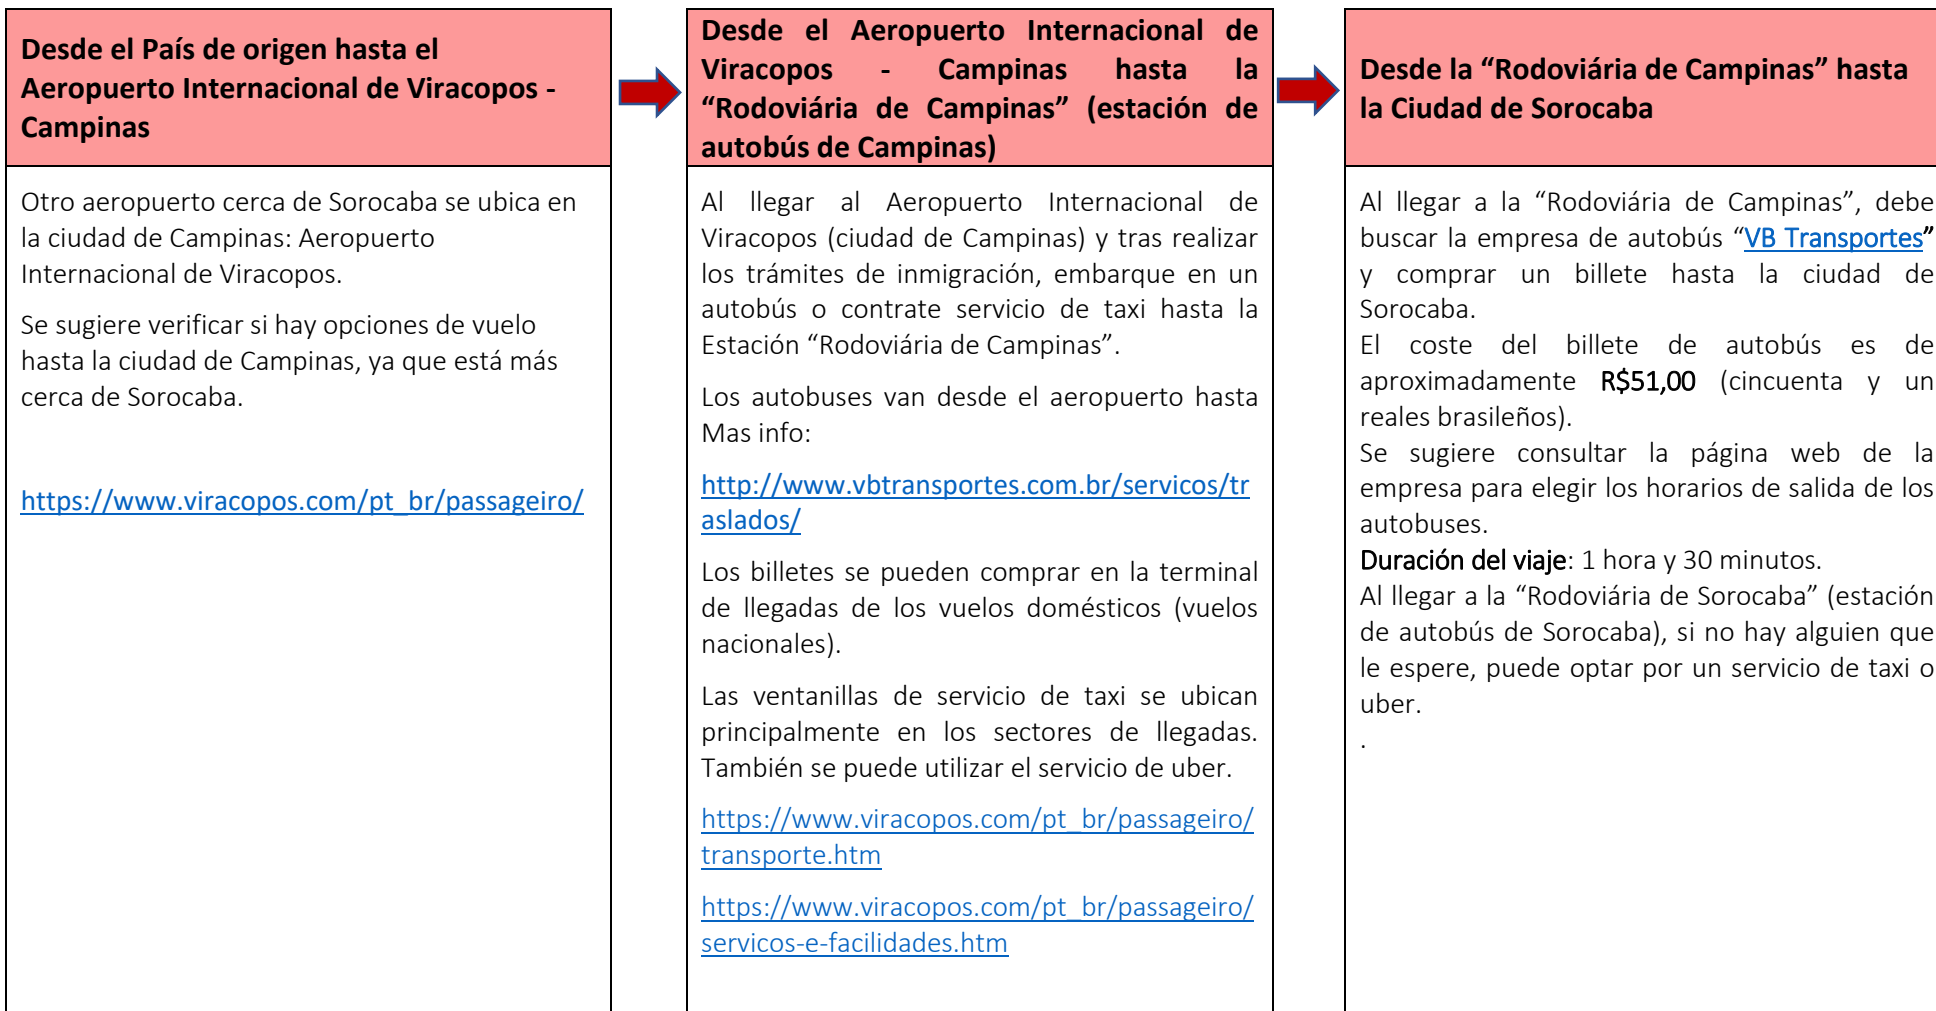 Desde el País de origen hasta el
Aeropuerto Internacional de Viracopos -
Campinas
Otro aeropuerto cerca de Sorocaba se ubica en
la ciudad de Campinas: Aeropuerto
Internacional de Viracopos.
Se sugiere verificar si hay opciones de vuelo
hasta la ciudad de Campinas, ya que está más
cerca de Sorocaba.
https://www.viracopos.com/pt_br/passageiro/
Desde el Aeropuerto Internacional de
Viracopos - Campinas hasta la
“Rodoviária de Campinas” (estación de
autobús de Campinas)
Al llegar al Aeropuerto Internacional de
Viracopos (ciudad de Campinas) y tras realizar
los trámites de inmigración, embarque en un
autobús o contrate servicio de taxi hasta la
Estación “Rodoviária de Campinas”.
Los autobuses van desde el aeropuerto hasta
Mas info:
http://www.vbtransportes.com.br/servicos/tr
aslados/
Los billetes se pueden comprar en la terminal
de llegadas de los vuelos domésticos (vuelos
nacionales).
Las ventanillas de servicio de taxi se ubican
principalmente en los sectores de llegadas.
También se puede utilizar el servicio de uber.
https://www.viracopos.com/pt_br/passageiro/
transporte.htm
https://www.viracopos.com/pt_br/passageiro/
servicos-e-facilidades.htm
Desde la “Rodoviária de Campinas” hasta
la Ciudad de Sorocaba
Al llegar a la “Rodoviária de Campinas”, debe
buscar la empresa de autobús “VB Transportes”
y comprar un billete hasta la ciudad de
Sorocaba.
El coste del billete de autobús es de
aproximadamente R$51,00 (cincuenta y un
reales brasileños).
Se sugiere consultar la página web de la
empresa para elegir los horarios de salida de los
autobuses.
Duración del viaje: 1 hora y 30 minutos.
Al llegar a la “Rodoviária de Sorocaba” (estación
de autobús de Sorocaba), si no hay alguien que
le espere, puede optar por un servicio de taxi o
uber.
.